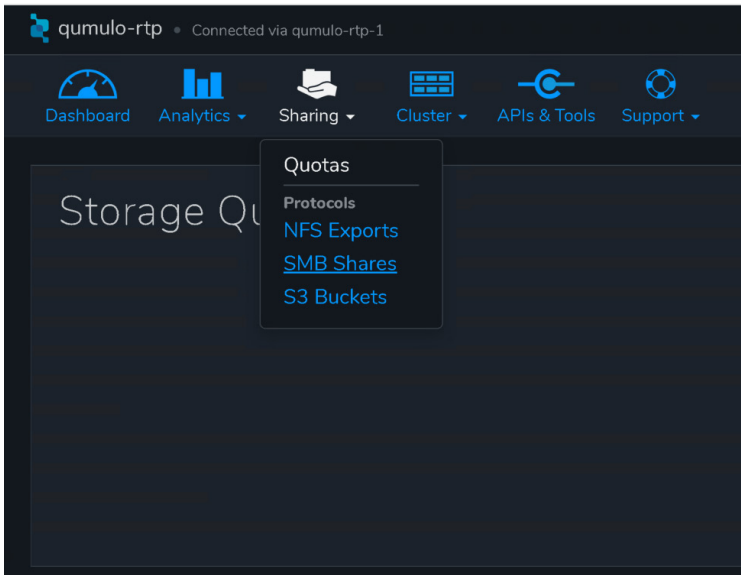 qumulo-rtp • Connected via qumulo-rtp-1
Dashboard Analytics Sharing Cluster APIs & Tools Support
Quotas
Storage Qu
Protocols
NFS Exports
SMB Shares
S3 Buckets